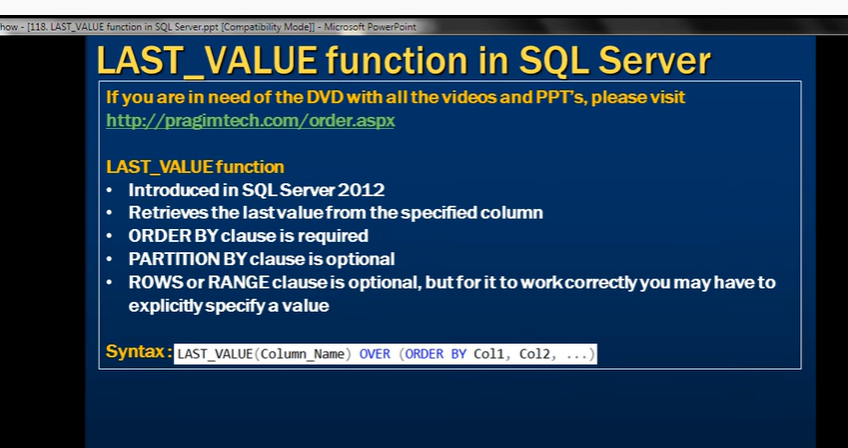 how - [118. LAST_VALUE function in SQL Server.ppt [Compatibility Mode]] - Microsoft PowerPoint
LAST_VALUE function in SQL Server
If you are in need of the DVD with all the videos and PPT's, please visit
http://pragimtech.com/order.aspx
LAST_VALUE function
• Introduced in SQL Server 2012
• Retrieves the last value from the specified column
• ORDER BY clause is required
• PARTITION BY clause is optional
• ROWS or RANGE clause is optional, but for it to work correctly you may have to
explicitly specify a value
Syntax : LAST_VALUE(Column_Name) OVER (ORDER BY Col1, Col2, ...)